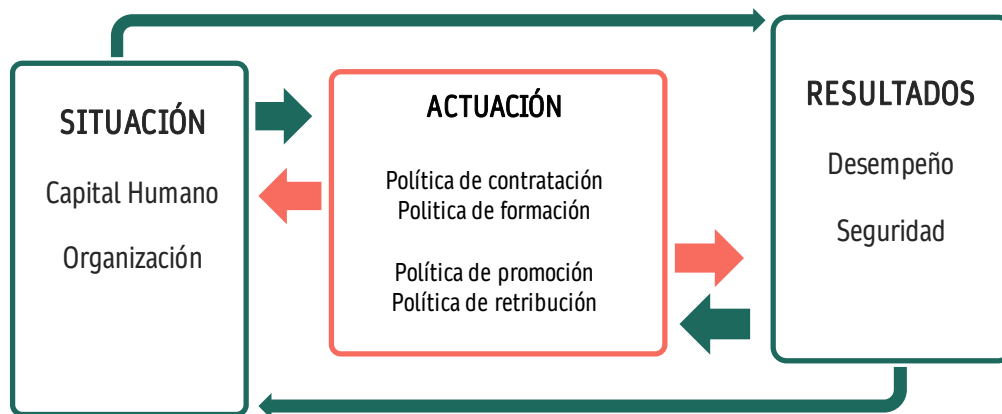 SITUACIÓN
Capital Humano
Organización
ACTUACIÓN
Política de contratación
Politica de formación
Política de promoción
Política de retribución
RESULTADOS
Desempeño
Seguridad